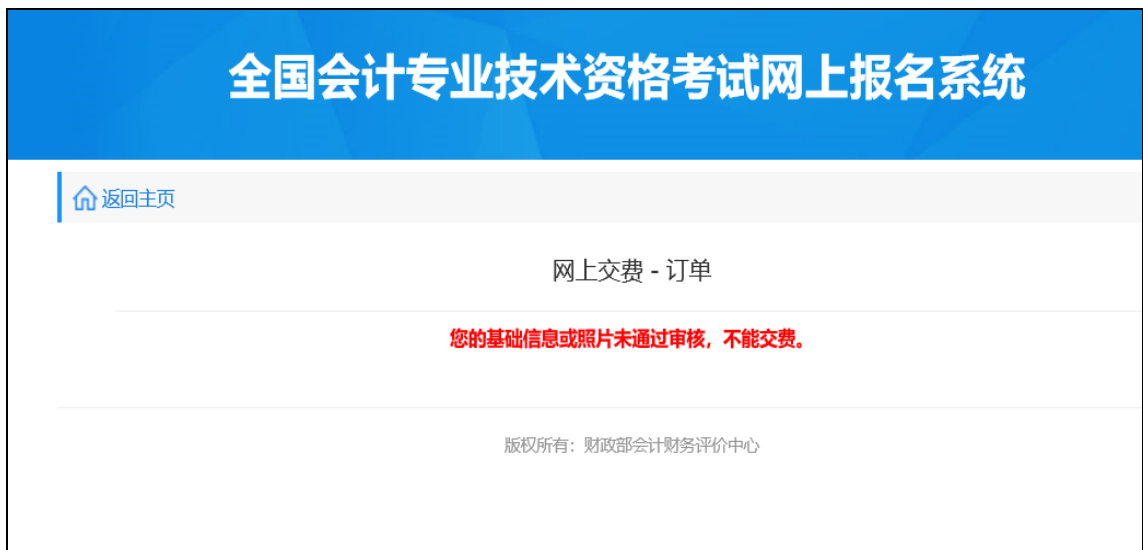 全国会计专业技术资格考试网上报名系统
返回主页
网上交费 - 订单
您的基础信息或照片未通过审核，不能交费。
版权所有：财政部会计财务评价中心